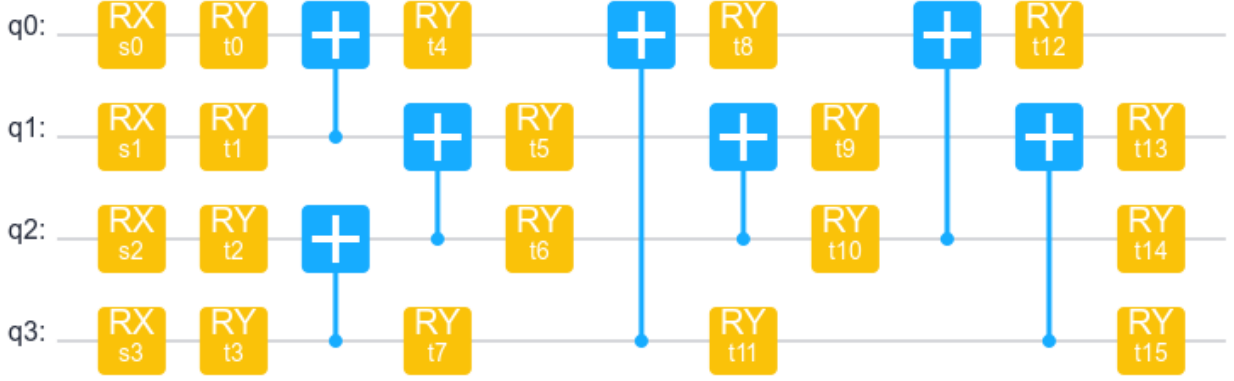 q0: RX s0 RY t0 RY t4 RY t8 RY t12
q1: RX s1 RY t1 RY t5 RY t9 RY t13
q2: RX s2 RY t2 RY t6 RY t10 RY t14
q3: RX s3 RY t3 RY t7 RY t11 RY t15